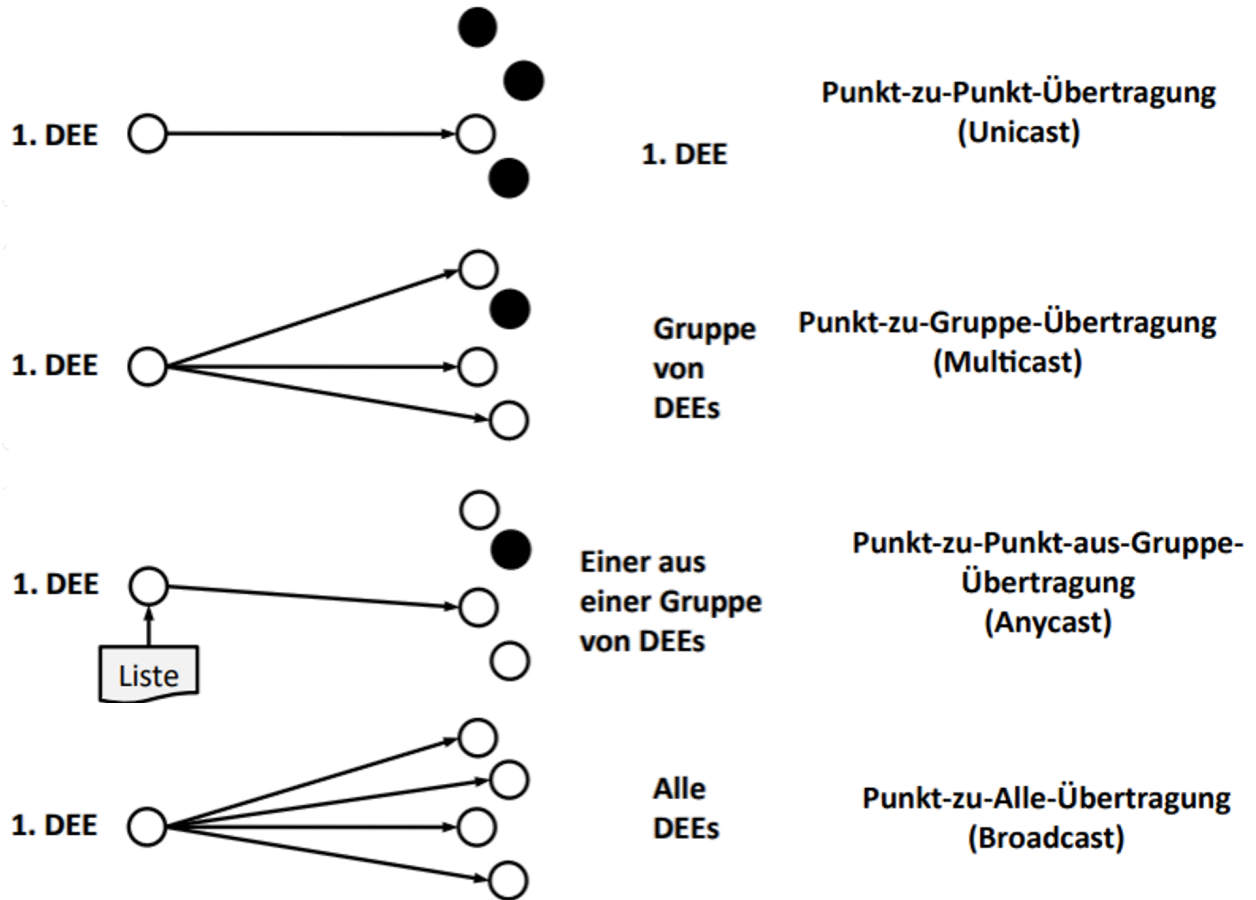 1. DEE
1. DEE
Punkt-zu-Punkt-Übertragung
(Unicast)
1. DEE
Gruppe
von
DEEs
Punkt-zu-Gruppe-Übertragung
(Multicast)
1. DEE
Liste
Einer aus
einer Gruppe
von DEEs
Punkt-zu-Punkt-aus-Gruppe-
Übertragung
(Anycast)
1. DEE
Alle
DEEs
Punkt-zu-Alle-Übertragung
(Broadcast)